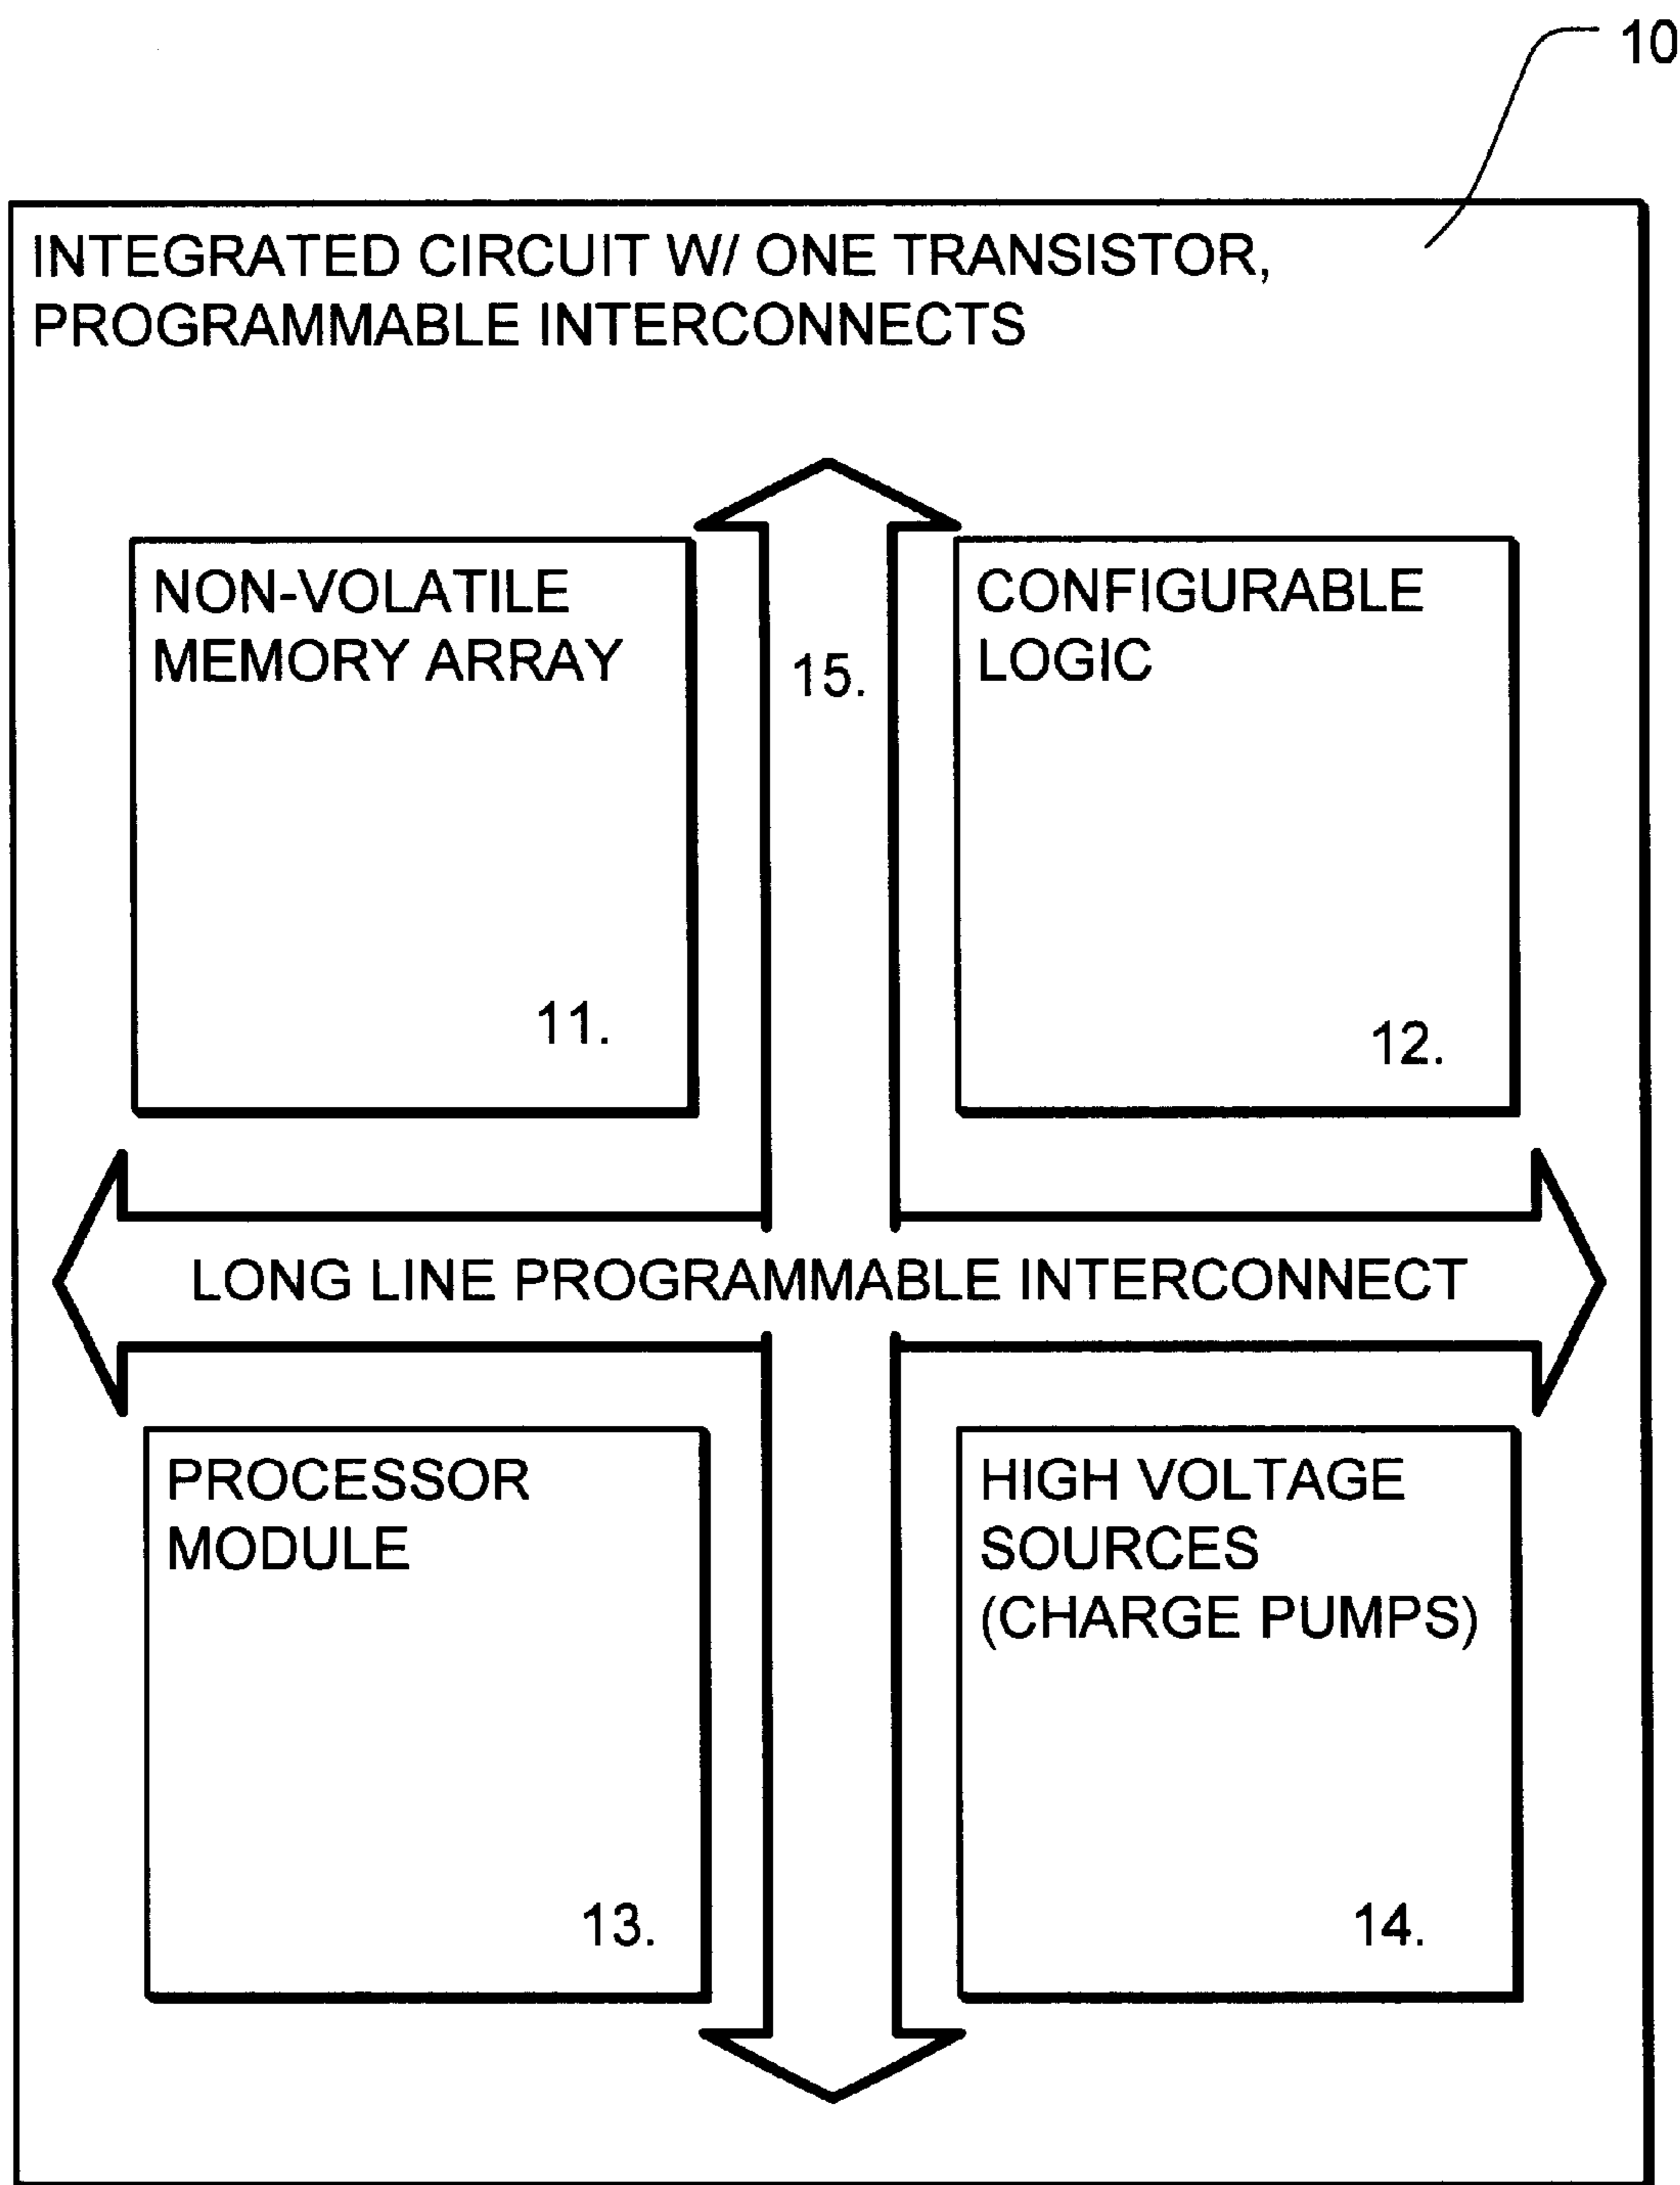 10
INTEGRATED CIRCUIT W/ ONE TRANSISTOR,
PROGRAMMABLE INTERCONNECTS
NON-VOLATILE
MEMORY ARRAY
11.
15.
CONFIGURABLE
LOGIC
12.
LONG LINE PROGRAMMABLE INTERCONNECT
PROCESSOR
MODULE
13.
HIGH VOLTAGE
SOURCES
(CHARGE PUMPS)
14.